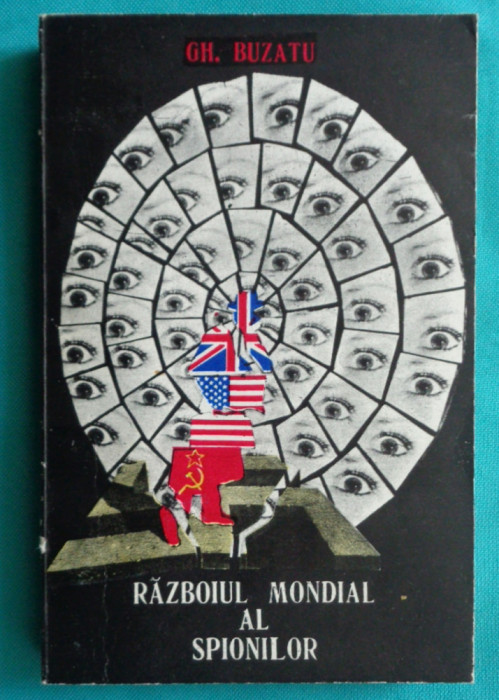 GH. BUZATU
RĂZBOIUL MONDIAL
AL
SPIONILOR